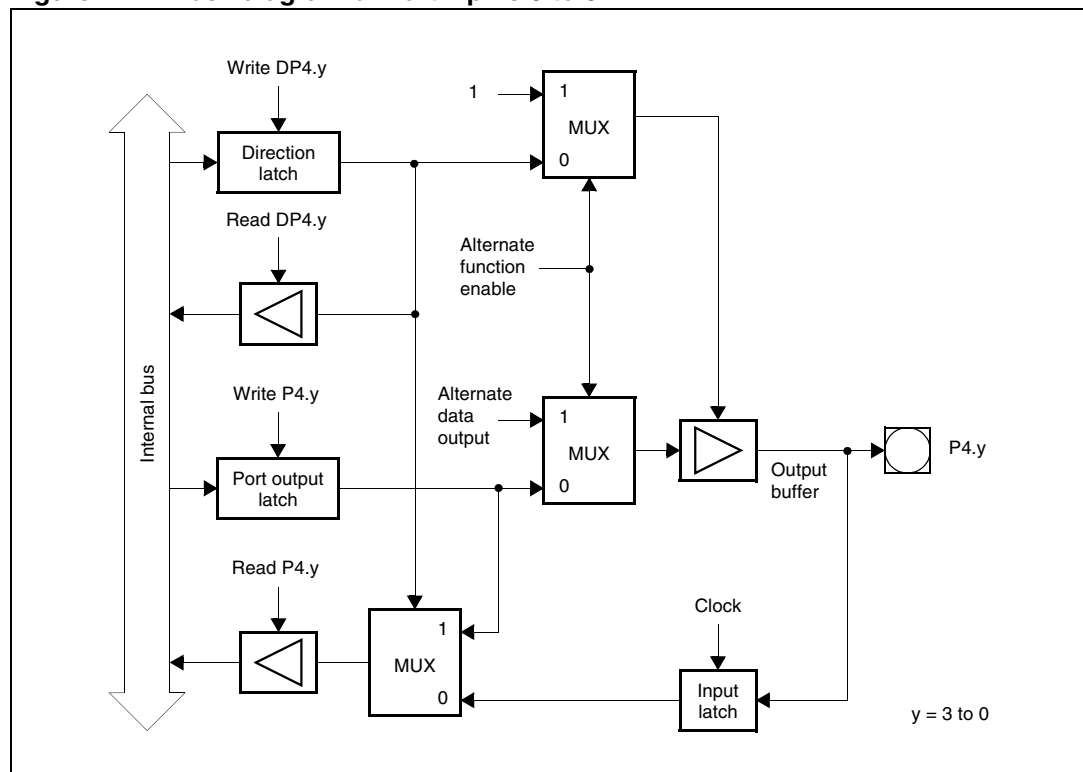 Write DP4.y
1
1
MUX
0
Direction
latch
Read DP4.y
Alternate
function
enable
Internal bus
Write P4.y
Alternate
data
output
1
MUX
0
Port output
latch
Output
buffer
P4.y
Read P4.y
1
MUX
0
Clock
Input
latch
y = 3 to 0